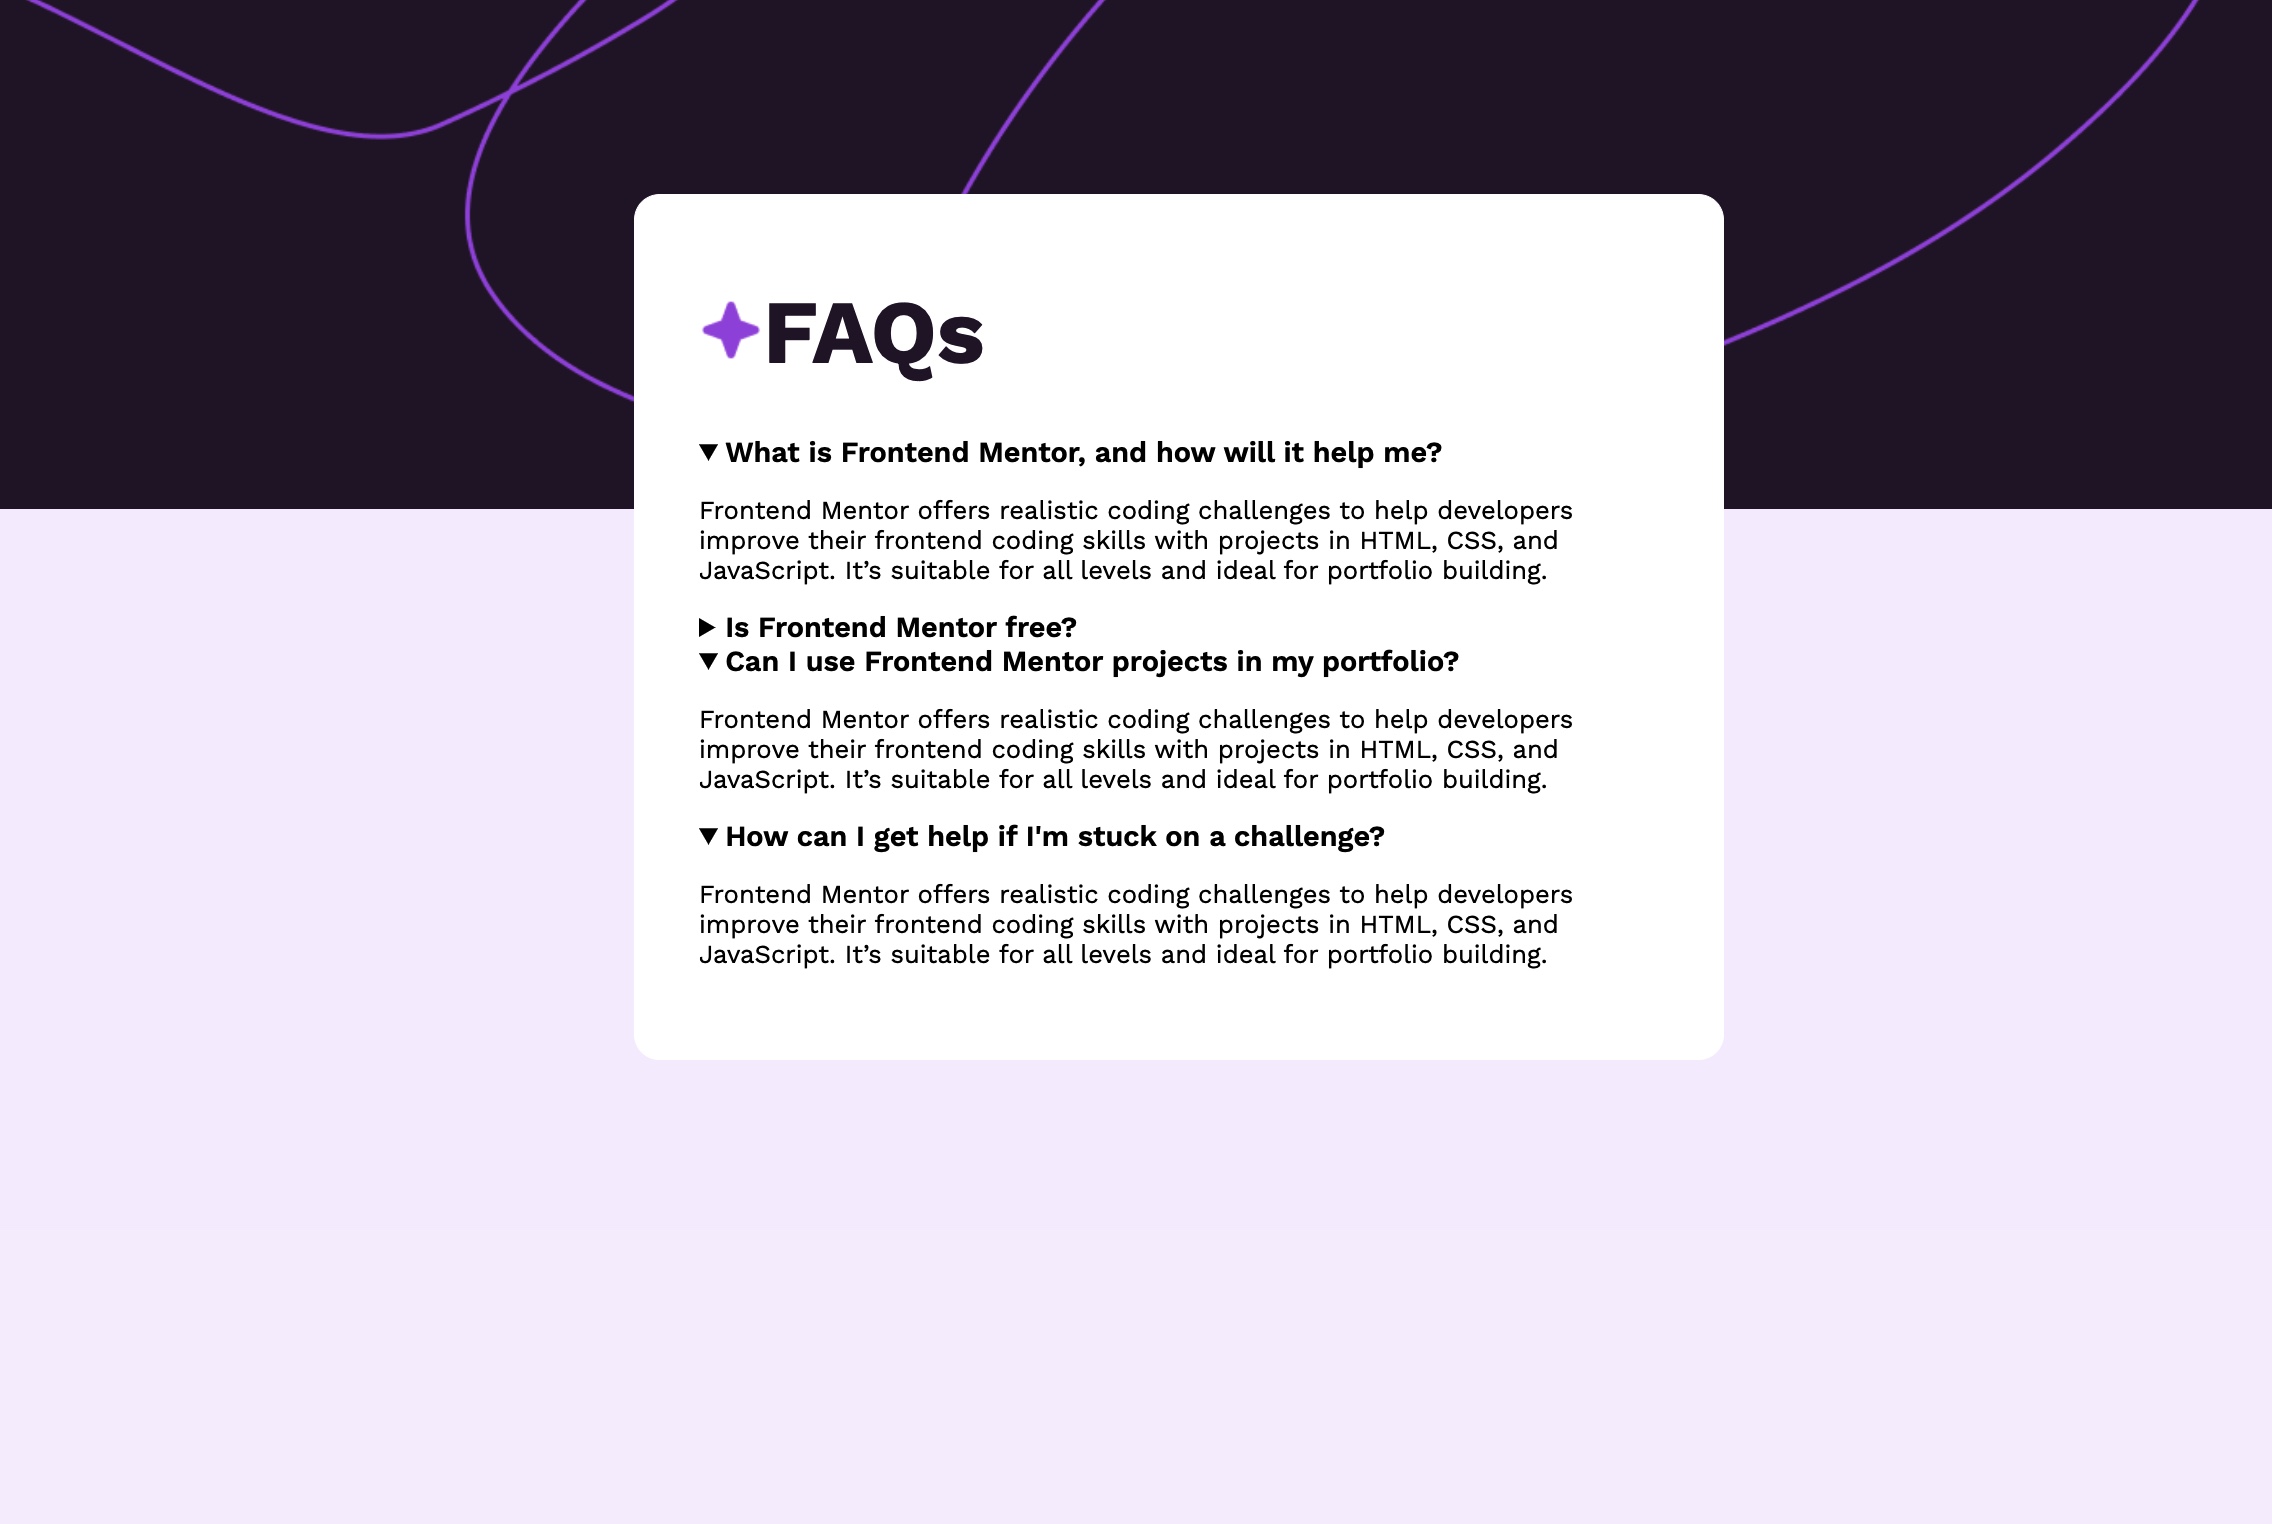 FAQs
What is Frontend Mentor, and how will it help me?
Frontend Mentor offers realistic coding challenges to help developers
improve their frontend coding skills with projects in HTML, CSS, and
JavaScript. It’s suitable for all levels and ideal for portfolio building.
Is Frontend Mentor free?
Can I use Frontend Mentor projects in my portfolio?
Frontend Mentor offers realistic coding challenges to help developers
improve their frontend coding skills with projects in HTML, CSS, and
JavaScript. It’s suitable for all levels and ideal for portfolio building.
How can I get help if I'm stuck on a challenge?
Frontend Mentor offers realistic coding challenges to help developers
improve their frontend coding skills with projects in HTML, CSS, and
JavaScript. It’s suitable for all levels and ideal for portfolio building.